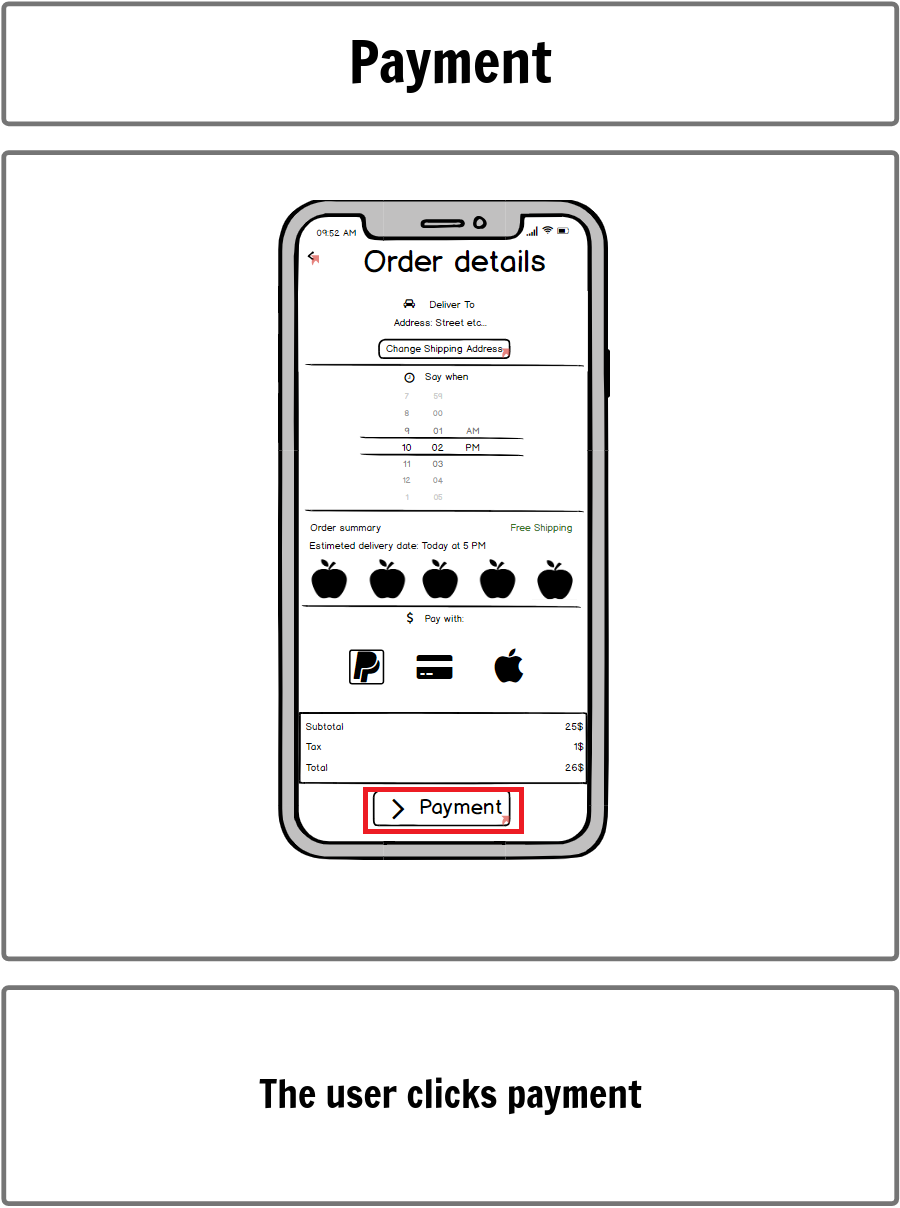 Payment
09:52 AM
Order details
Deliver To
Address: Street etc...
Change Shipping Address
Say when
7 59
8 00
9 01 AM
10 02 PM
11 03
12 04
1 05
Order summary Free Shipping
Estimeted delivery date: Today at 5 PM
$ Pay with:
Subtotal 25$
Tax 1$
Total 26$
Payment
The user clicks payment